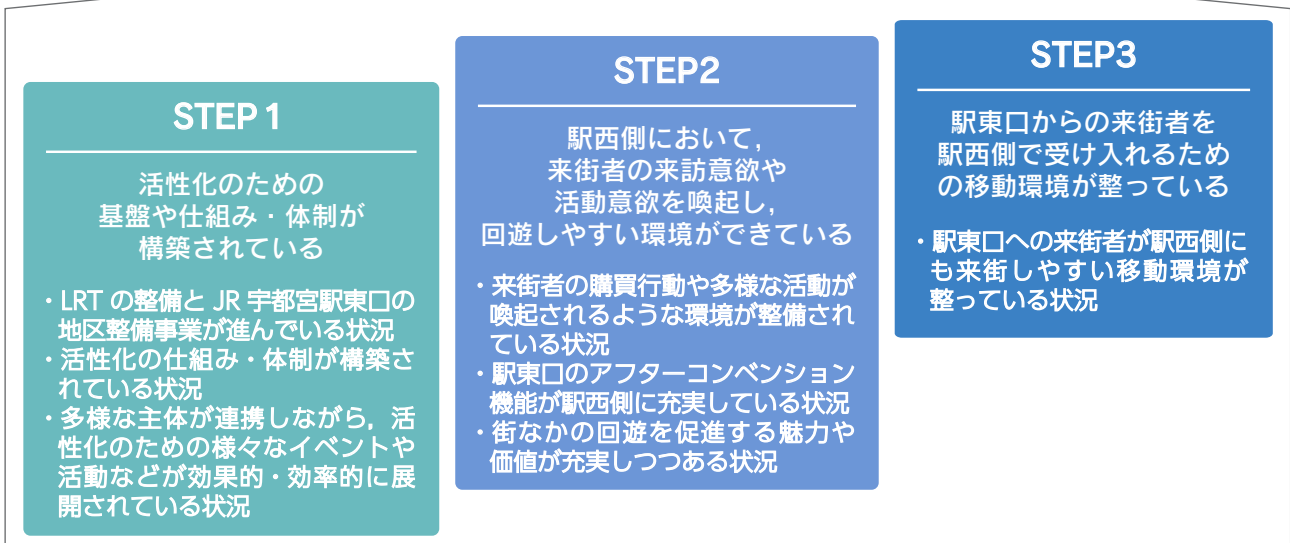 STEP1
活性化のための
基盤や仕組み・体制が
構築されている
・LRT の整備と JR 宇都宮駅東口の
地区整備事業が進んでいる状況
・活性化の仕組み・体制が構築さ
れている状況
・多様な主体が連携しながら，活
性化のための様々なイベントや
活動などが効果的・効率的に展
開されている状況
STEP2
駅西側において，
来街者の来訪意欲や
活動意欲を喚起し，
回遊しやすい環境ができている
・来街者の購買行動や多様な活動が
喚起されるような環境が整備され
ている状況
・駅東口のアフターコンベンション
機能が駅西側に充実している状況
・街なかの回遊を促進する魅力や
価値が充実しつつある状況
STEP3
駅東口からの来街者を
駅西側で受け入れるため
の移動環境が整っている
・駅東口への来街者が駅西側に
も来街しやすい移動環境が
整っている状況